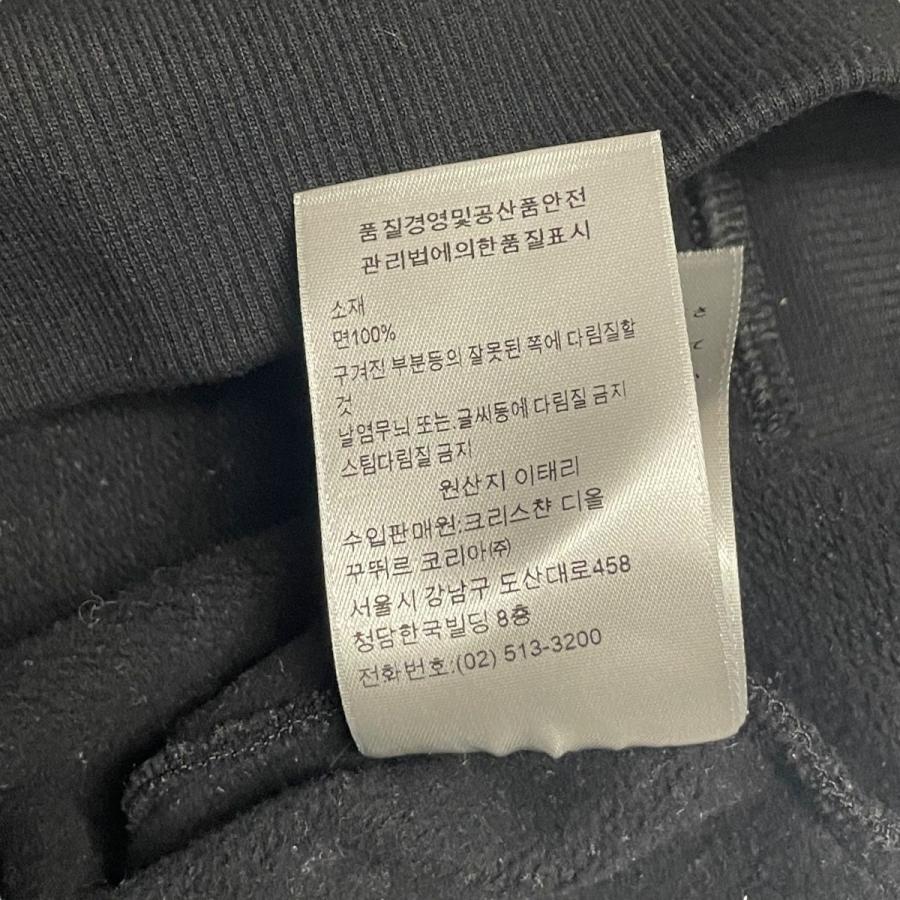 품질경영및공산품안전
관리법에의한품질표시
소재
면100%
구겨진 부분등의 잘못된 쪽에 다림질할
것
날염무늬 또는 글씨등에 다림질 금지
스팀다림질 금지
원산지 이태리
수입판매원:크리스챤 디올
꾸뛰르 코리아㈜
서울시 강남구 도산대로458
청담한국빌딩 8층
전화번호:(02) 513-3200